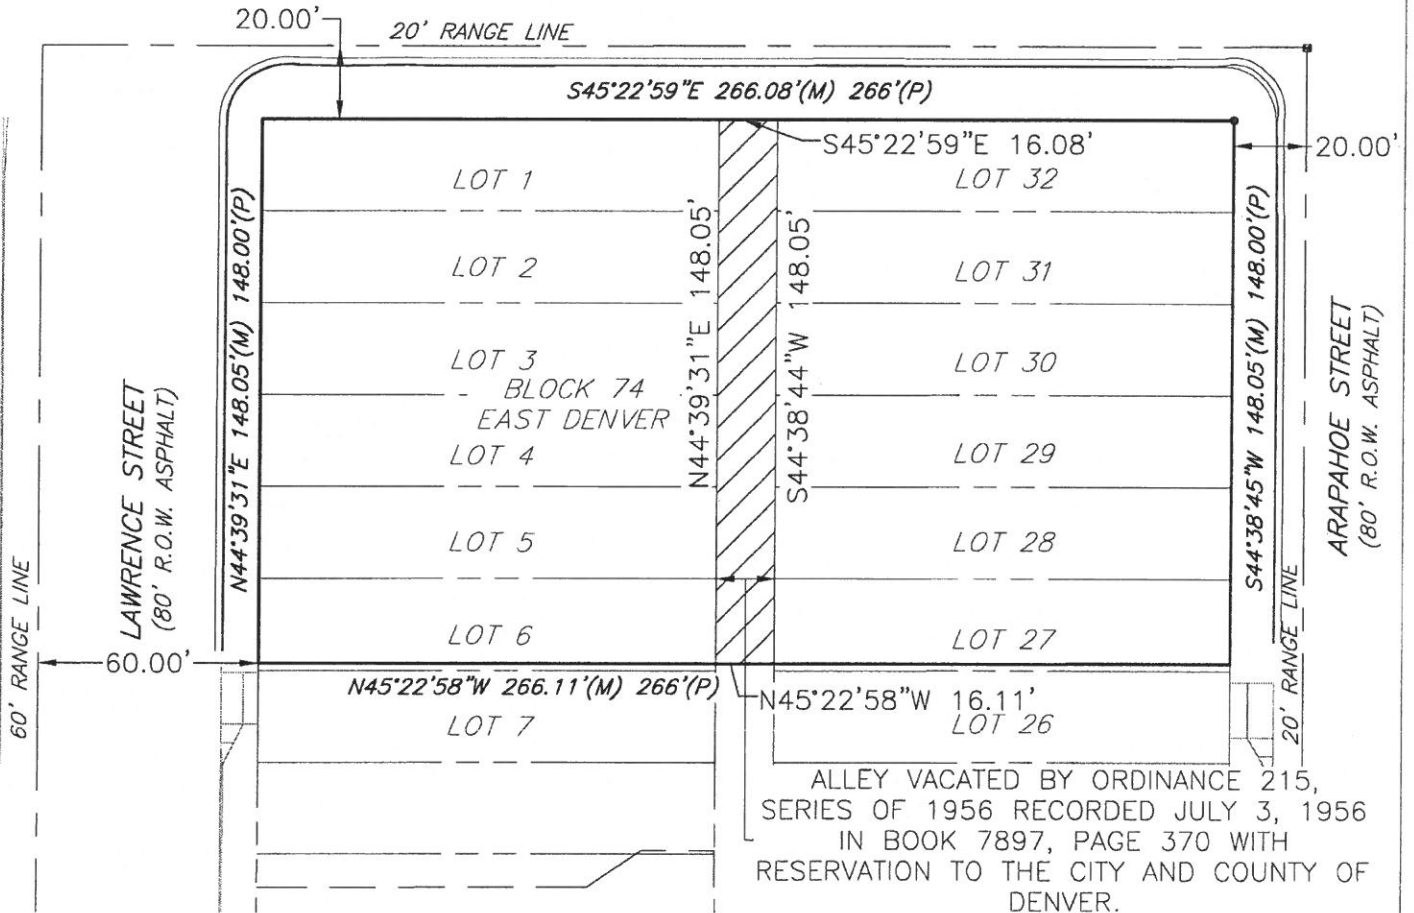 20.00'
20' RANGE LINE
S45°22'59"E 266.08'(M) 266'(P)
S45°22'59"E 16.08'
20.00'
LOT 1
LOT 32
N44°39'31"E 148.05'(M) 148.00'(P)
N44°39'31"E 148.05'
S44°38'44"W 148.05'
S44°38'45"W 148.05'(M) 148.00'(P)
LOT 2
LOT 31
LOT 3
LOT 30
BLOCK 74
EAST DENVER
LOT 4
LOT 29
LAWRENCE STREET
(80' R.O.W. ASPHALT)
ARAPAHOE STREET
(80' R.O.W. ASPHALT)
LOT 5
LOT 28
LOT 6
LOT 27
60' RANGE LINE
60.00'
20' RANGE LINE
N45°22'58"W 266.11'(M) 266'(P)
N45°22'58"W 16.11'
LOT 7
LOT 26
ALLEY VACATED BY ORDINANCE 215,
SERIES OF 1956 RECORDED JULY 3, 1956
IN BOOK 7897, PAGE 370 WITH
RESERVATION TO THE CITY AND COUNTY OF
DENVER.